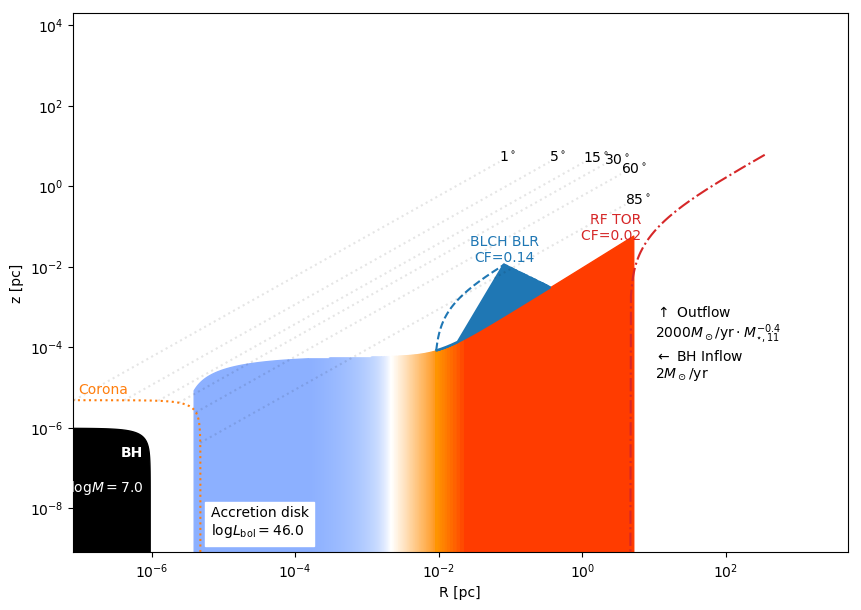 10^4
10^2
10^0
10^-2
10^-4
10^-6
10^-8
z [pc]
1°
5°
15°
30°
60°
85°
RF TOR
CF=0.02
BLCH BLR
CF=0.14
↑ Outflow
2000M⊙/yr · M⋆,11^-0.4
← BH Inflow
2M⊙/yr
Corona
BH
logM = 7.0
Accretion disk
logL_bol = 46.0
10^-6
10^-4
10^-2
10^0
10^2
R [pc]